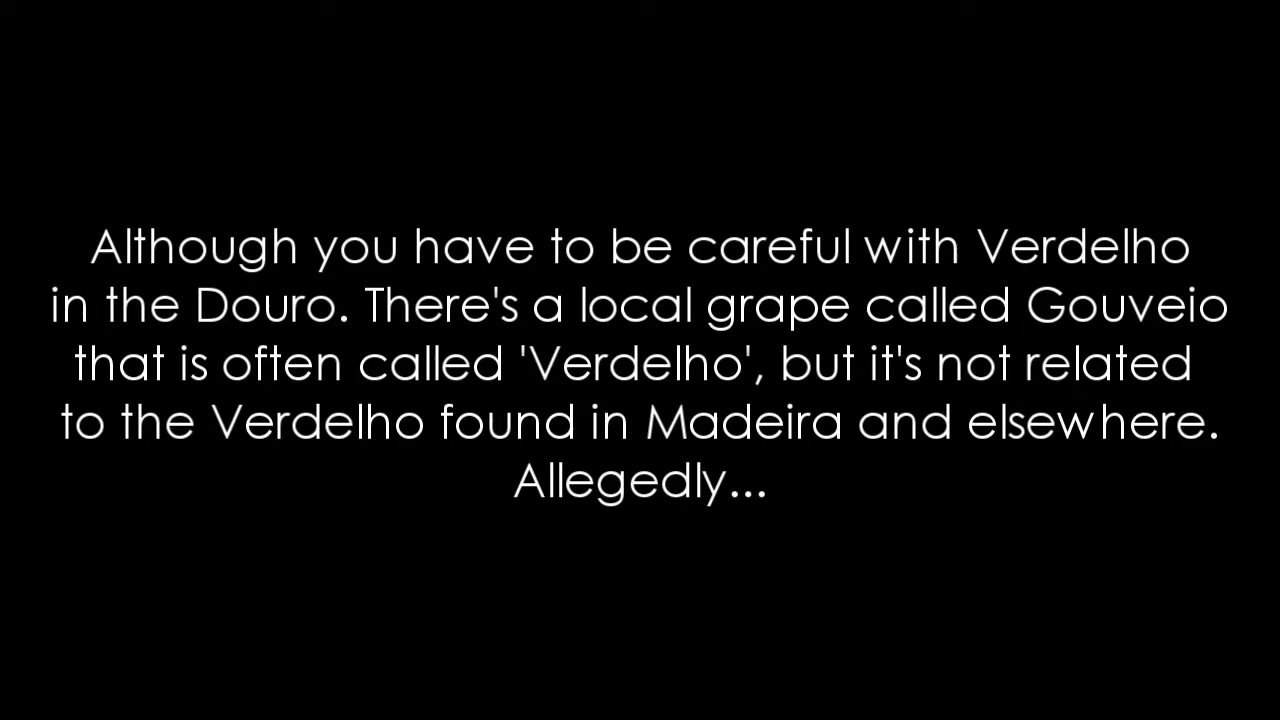 Although you have to be careful with Verdelho
in the Douro. There's a local grape called Gouveio
that is often called 'Verdelho', but it's not related
to the Verdelho found in Madeira and elsewhere.
Allegedly...